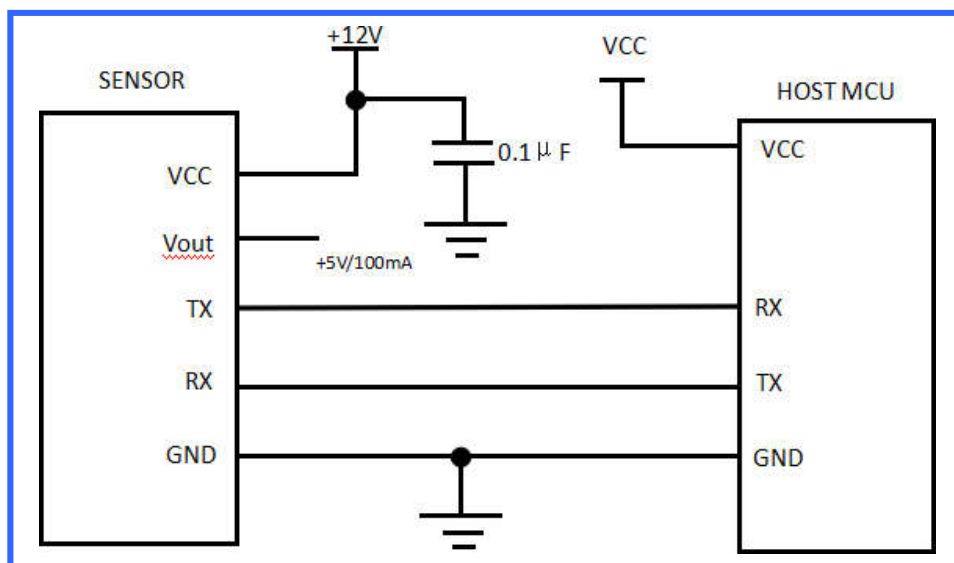 +12V
VCC
SENSOR
HOST MCU
0.1μF
VCC
VCC
Vout
+5V/100mA
TX
RX
RX
TX
GND
GND